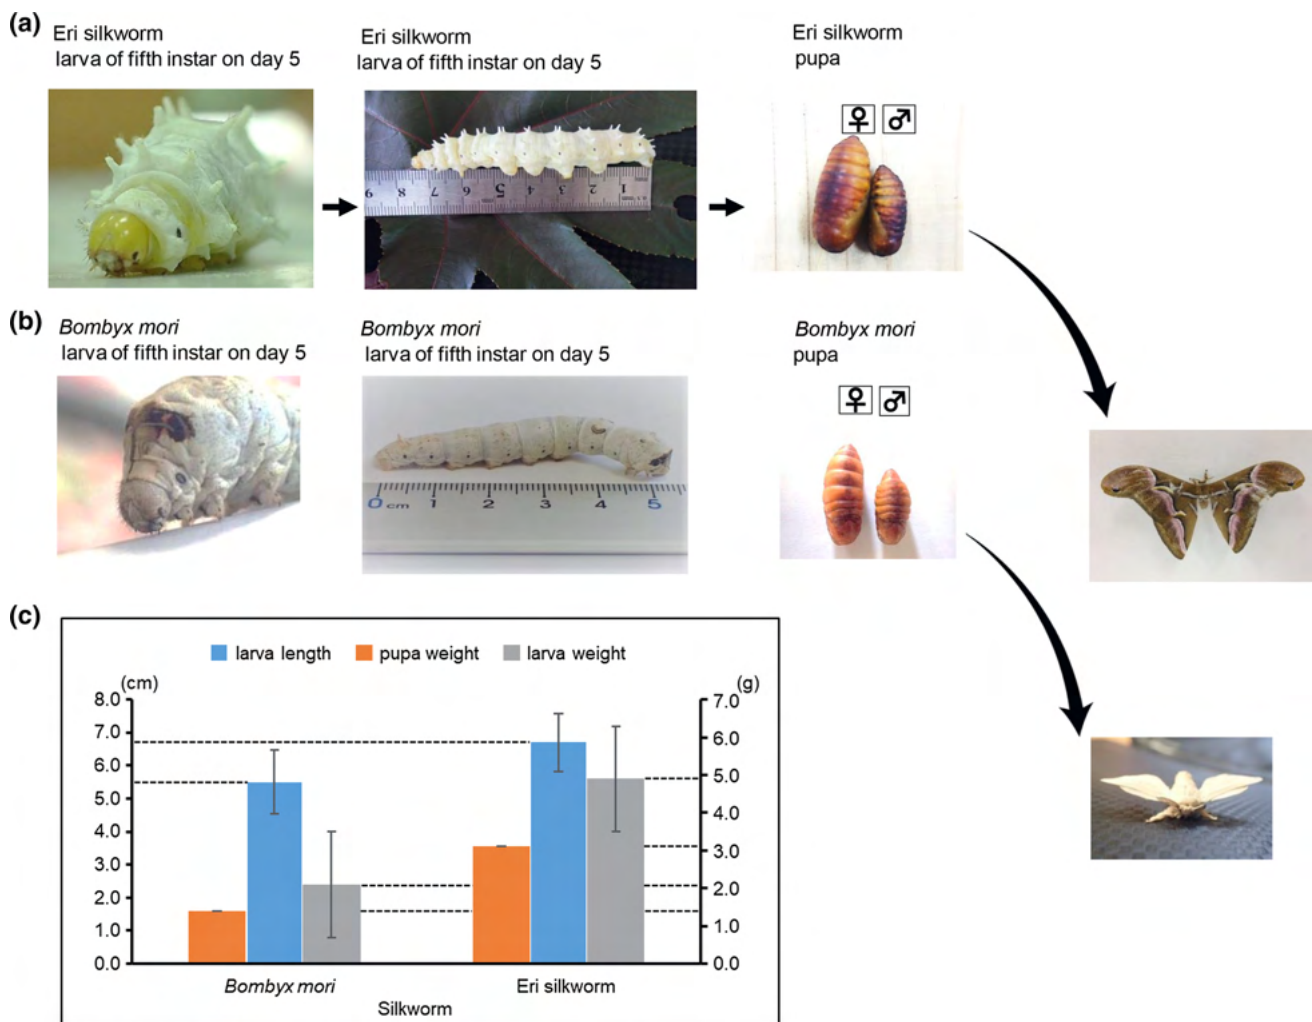 (a)
Eri silkworm
larva of fifth instar on day 5
Eri silkworm
larva of fifth instar on day 5
Eri silkworm
pupa
♀ ♂
9 8 7 6 5 4 3 2 1
(b)
Bombyx mori
larva of fifth instar on day 5
Bombyx mori
larva of fifth instar on day 5
Bombyx mori
pupa
♀ ♂
0 cm 1 2 3 4 5
(c)
larva length pupa weight larva weight
(cm) (g)
8.0
7.0
6.0
5.0
4.0
3.0
2.0
1.0
0.0
7.0
6.0
5.0
4.0
3.0
2.0
1.0
0.0
Bombyx mori Eri silkworm
Silkworm